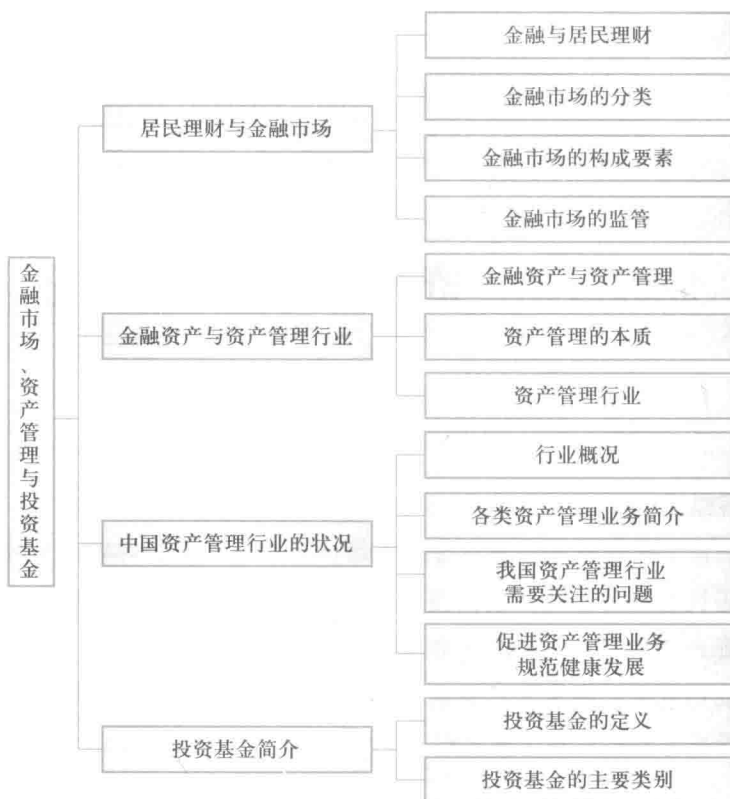 金融市场、资产管理与投资基金
居民理财与金融市场
金融与居民理财
金融市场的分类
金融市场的构成要素
金融市场的监管
金融资产与资产管理行业
金融资产与资产管理
资产管理的本质
资产管理行业
中国资产管理行业的状况
行业概况
各类资产管理业务简介
我国资产管理行业
需要关注的问题
促进资产管理业务
规范健康发展
投资基金简介
投资基金的定义
投资基金的主要类别